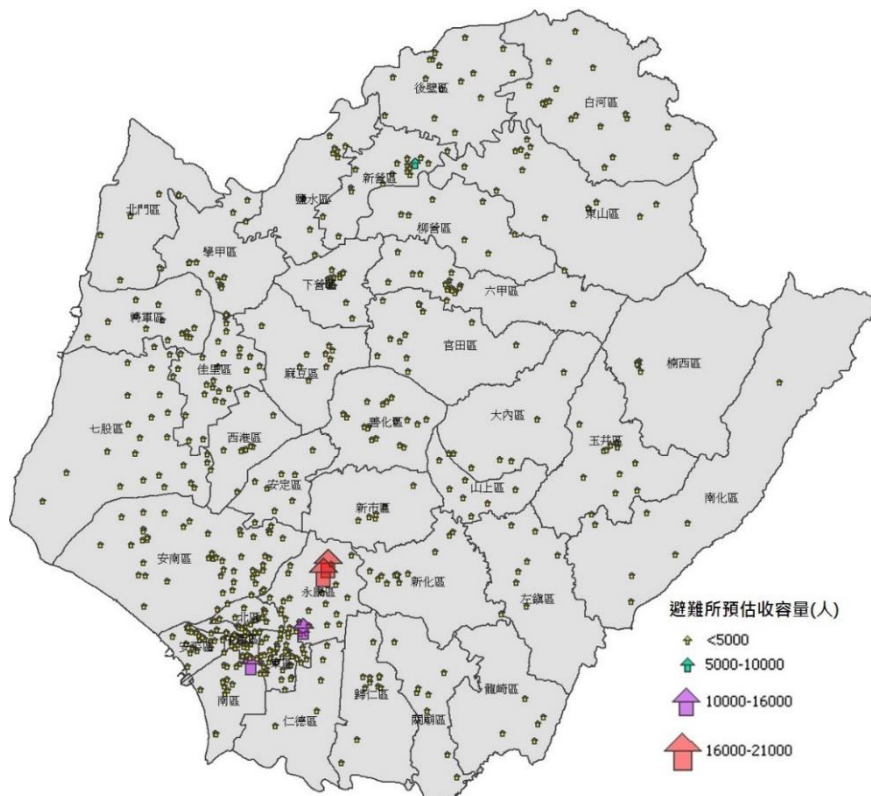 後壁區
白河區
新營區
鹽水區
北門區
東山區
柳營區
學甲區
下營區
六甲區
將軍區
官田區
楠西區
佳里區
麻豆區
大內區
七股區
西港區
善化區
玉井區
安定區
山上區
南化區
新市區
安南區
永康區
新化區
左鎮區
北區
南區
仁德區
歸仁區
關廟區
龍崎區
避難所預估收容量(人)
<5000
5000-10000
10000-16000
16000-21000